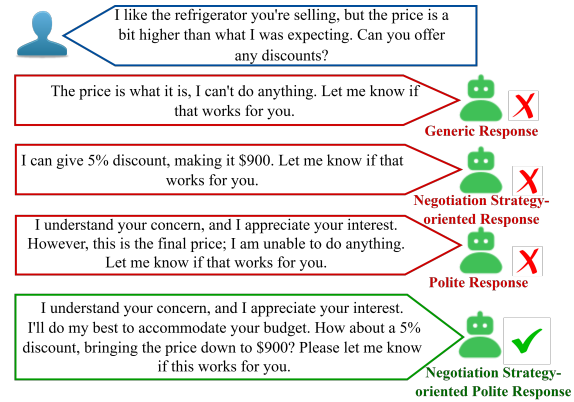 I like the refrigerator you're selling, but the price is a
bit higher than what I was expecting. Can you offer
any discounts?
The price is what it is, I can't do anything. Let me know if
that works for you.
Generic Response
I can give 5% discount, making it $900. Let me know if that
works for you.
Negotiation Strategy-
oriented Response
I understand your concern, and I appreciate your interest.
However, this is the final price; I am unable to do anything.
Let me know if that works for you.
Polite Response
I understand your concern, and I appreciate your interest.
I'll do my best to accommodate your budget. How about a 5%
discount, bringing the price down to $900? Please let me know
if this works for you.
Negotiation Strategy-
oriented Polite Response